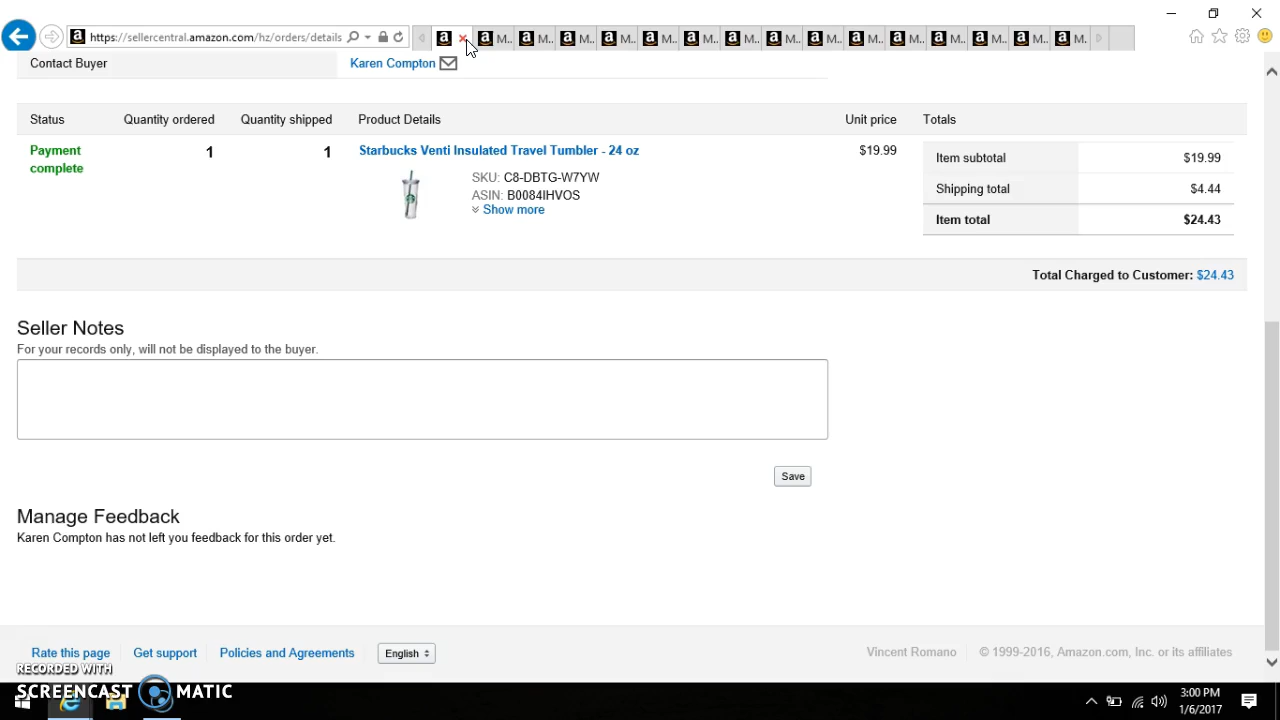 https://sellercentral.amazon.com/hz/orders/details
M... M... M... M... M... M... M... M... M... M... M... M... M... M... M...
Contact Buyer Karen Compton
Status Quantity ordered Quantity shipped Product Details Unit price Totals
Payment complete 1 1 Starbucks Venti Insulated Travel Tumbler - 24 oz $19.99
SKU: C8-DBTG-W7YW
ASIN: B0084IHVOS
Show more
Item subtotal $19.99
Shipping total $4.44
Item total $24.43
Total Charged to Customer: $24.43
Seller Notes
For your records only, will not be displayed to the buyer.
Save
Manage Feedback
Karen Compton has not left you feedback for this order yet.
Rate this page Get support Policies and Agreements English Vincent Romano © 1999-2016, Amazon.com, Inc. or its affiliates
RECORDED WITH
SCREENCAST MATIC
3:00 PM
1/6/2017